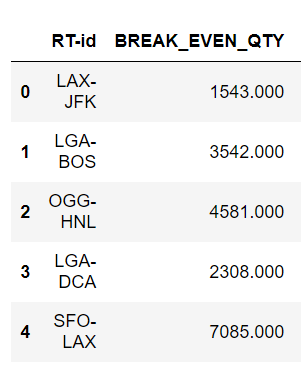 RT-id BREAK_EVEN_QTY
0 LAX-JFK 1543.000
1 LGA-BOS 3542.000
2 OGG-HNL 4581.000
3 LGA-DCA 2308.000
4 SFO-LAX 7085.000